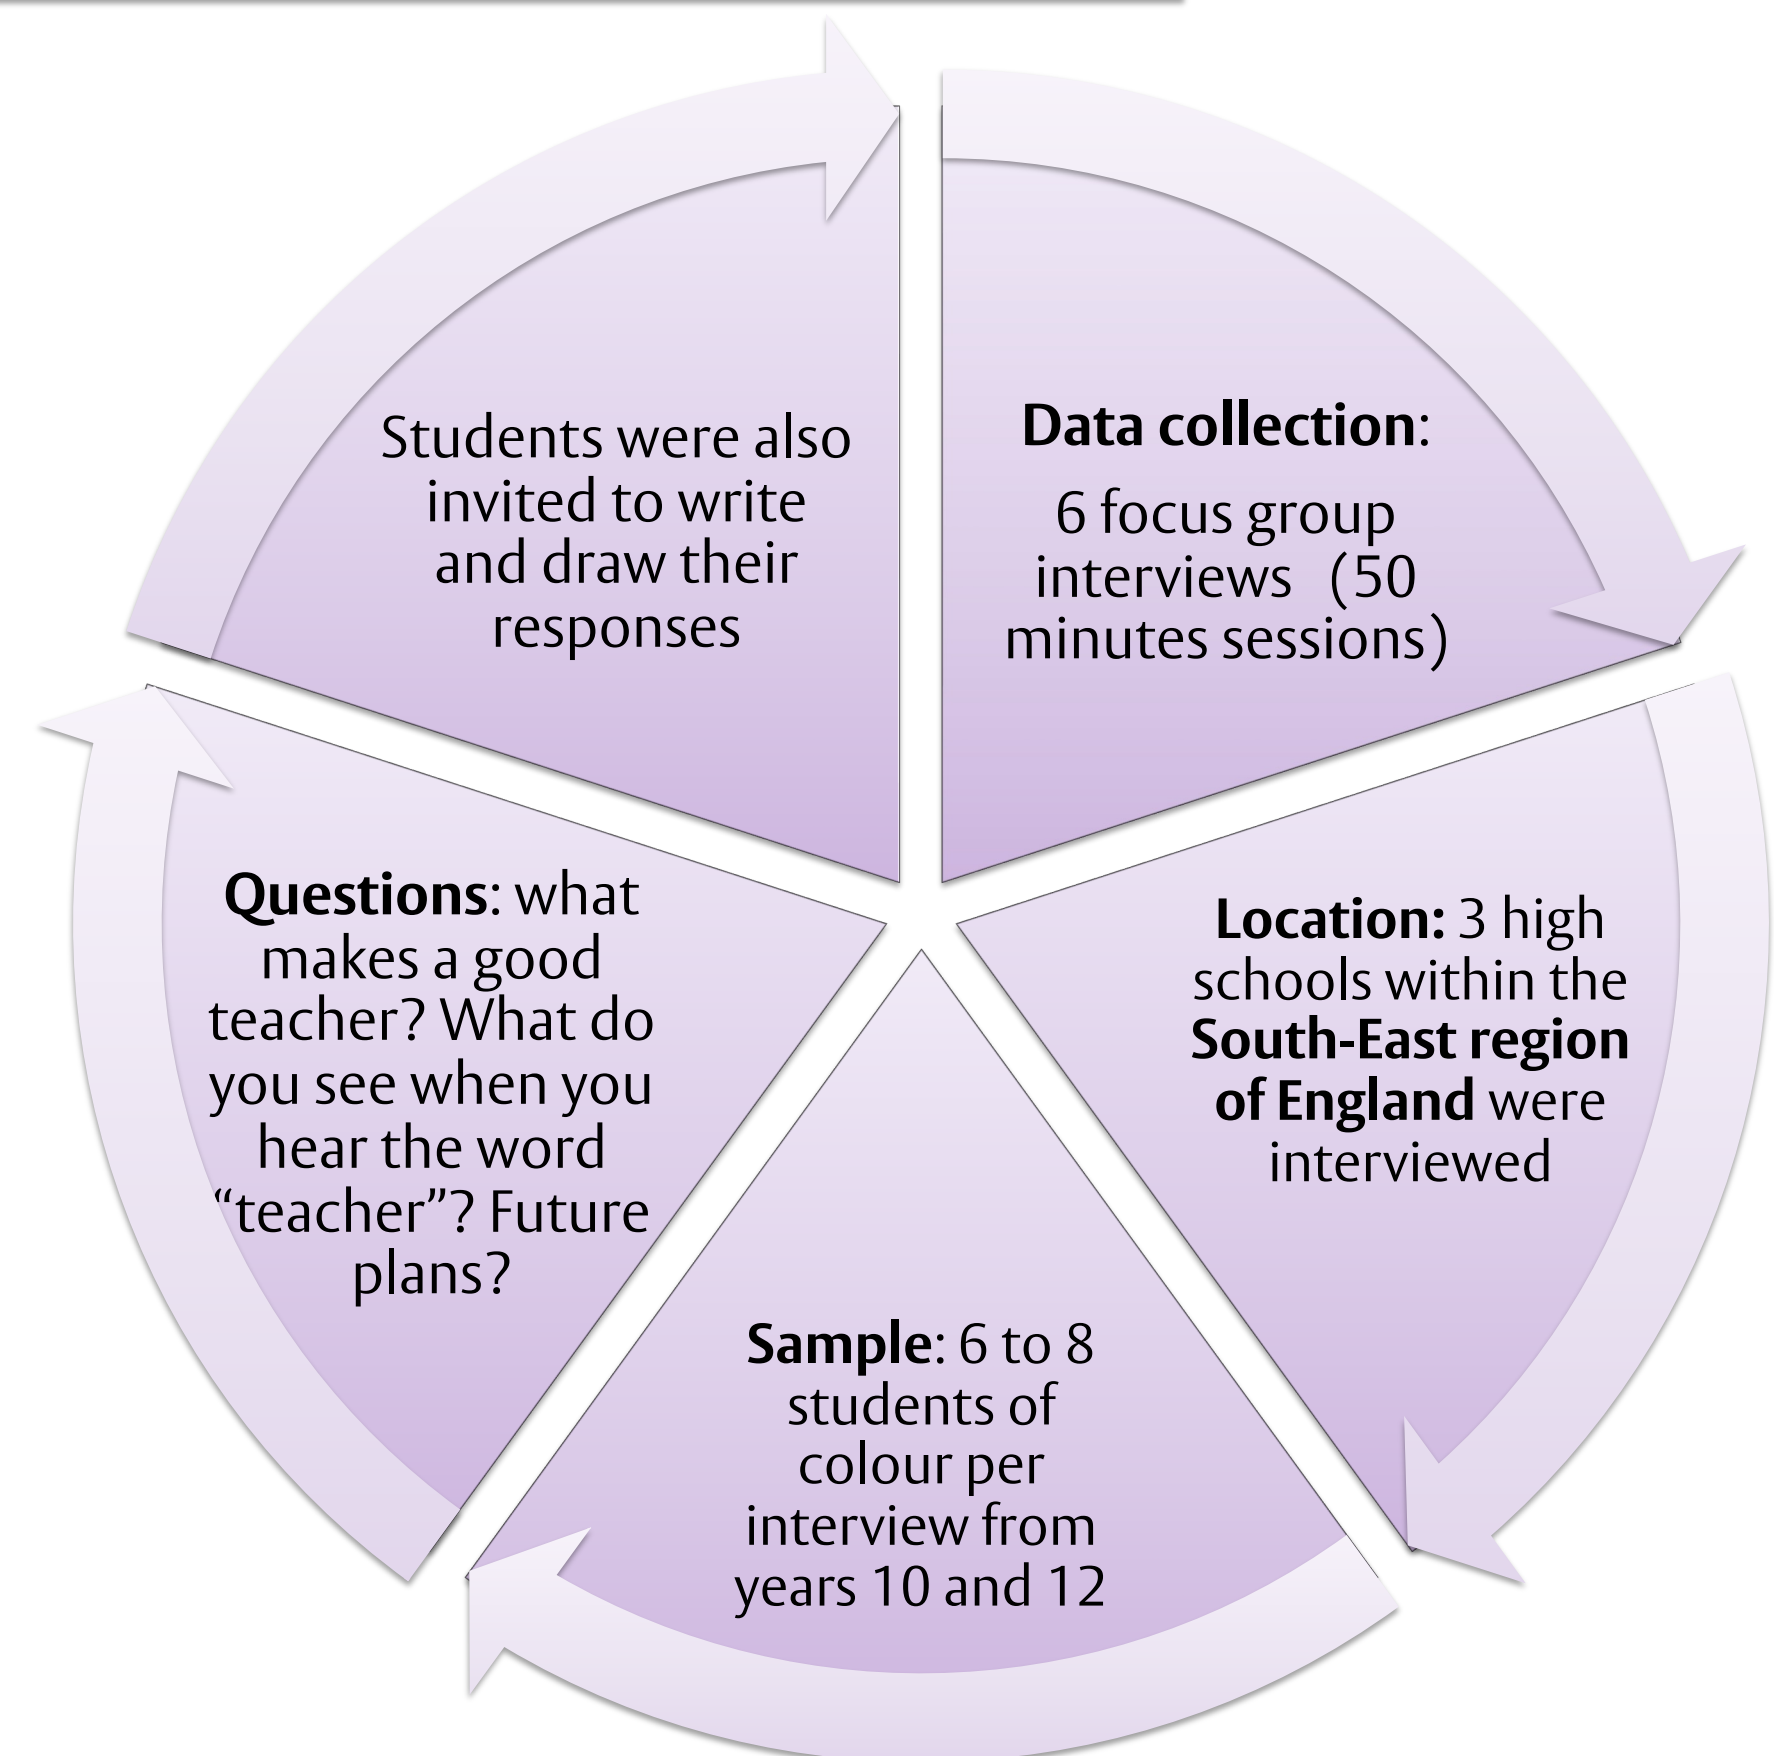 Data collection:
6 focus group
interviews (50
minutes sessions)
Location: 3 high
schools within the
South-East region
of England were
interviewed
Sample: 6 to 8
students of
colour per
interview from
years 10 and 12
Questions: what
makes a good
teacher? What do
you see when you
hear the word
“teacher”? Future
plans?
Students were also
invited to write
and draw their
responses